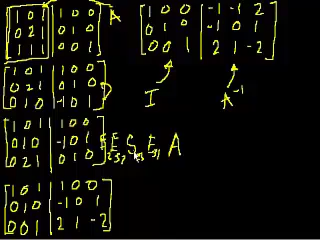 1 0 1 | 1 0 0
0 2 1 | 0 1 0
1 1 1 | 0 0 1
A
1 0 0 | -1 -1 2
0 1 0 | -1 0 1
0 0 1 | 2 1 -2
I A⁻¹
1 0 1 | 1 0 0
0 2 1 | 0 1 0
0 1 0 | -1 0 1
1 0 1 | 1 0 0
0 1 0 | -1 0 1
0 2 1 | 0 1 0
A
1 0 1 | 1 0 0
0 1 0 | -1 0 1
0 0 1 | 2 1 -2